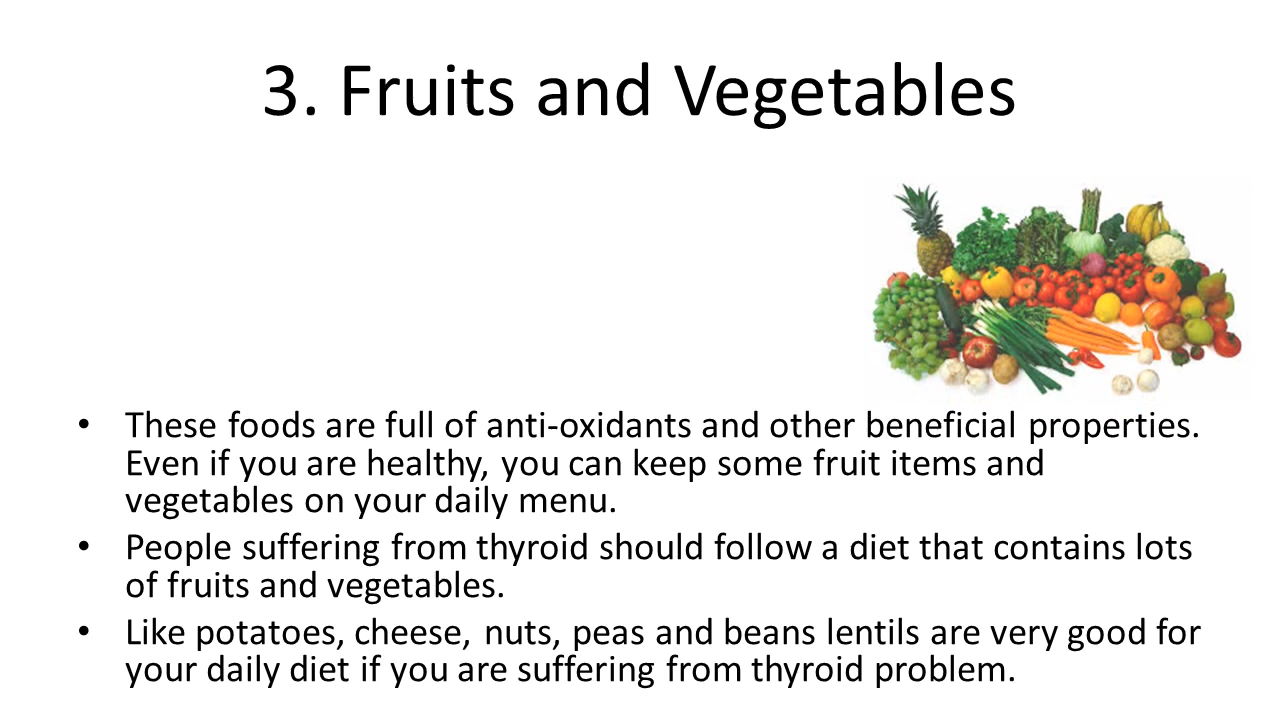 3. Fruits and Vegetables
• These foods are full of anti-oxidants and other beneficial properties.
Even if you are healthy, you can keep some fruit items and
vegetables on your daily menu.
• People suffering from thyroid should follow a diet that contains lots
of fruits and vegetables.
• Like potatoes, cheese, nuts, peas and beans lentils are very good for
your daily diet if you are suffering from thyroid problem.